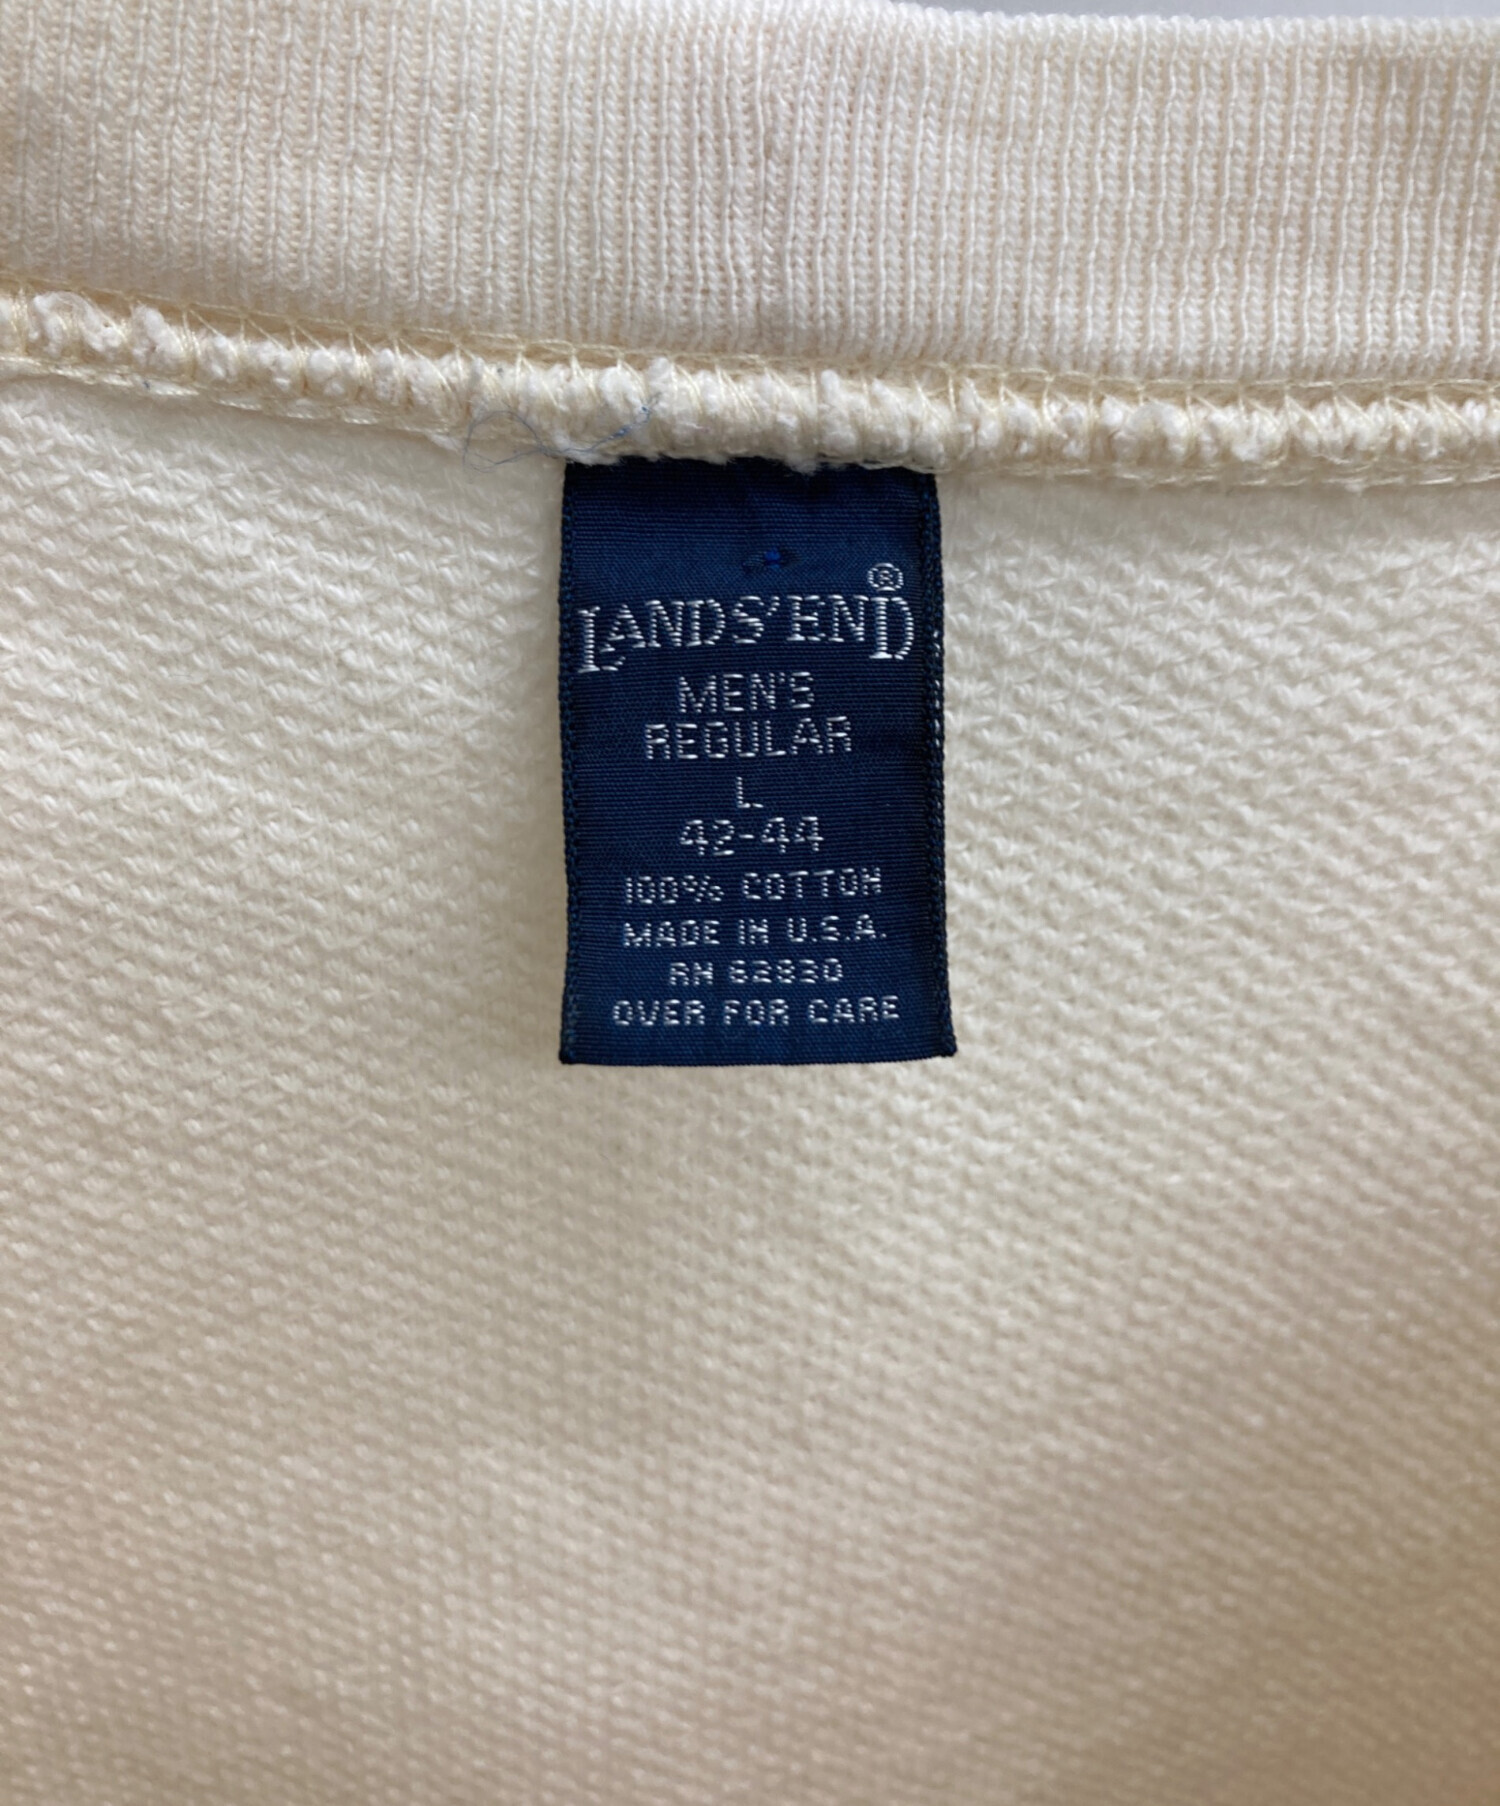 LANDS' END®
MEN'S
REGULAR
L
42-44
100% COTTON
MADE IN U.S.A.
RN 62830
OVER FOR CARE